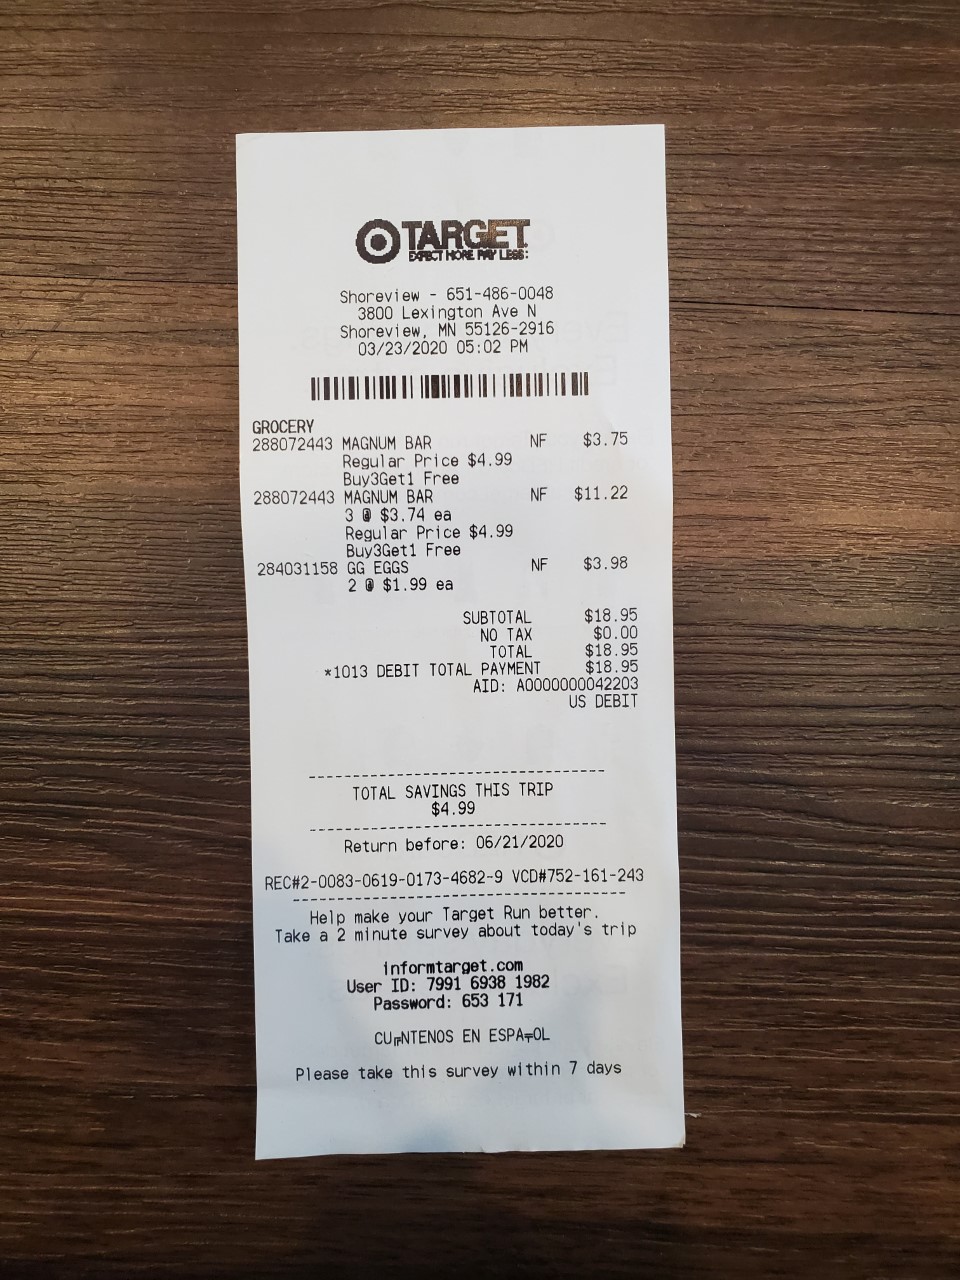 TARGET
EXPECT MORE PAY LESS:
Shoreview - 651-486-0048
3800 Lexington Ave N
Shoreview, MN 55126-2916
03/23/2020 05:02 PM
GROCERY
288072443 MAGNUM BAR NF $3.75
Regular Price $4.99
Buy3Get1 Free
288072443 MAGNUM BAR NF $11.22
3 @ $3.74 ea
Regular Price $4.99
Buy3Get1 Free
284031158 GG EGGS NF $3.98
2 @ $1.99 ea
SUBTOTAL $18.95
NO TAX $0.00
TOTAL $18.95
*1013 DEBIT TOTAL PAYMENT $18.95
AID: A0000000042203
US DEBIT
TOTAL SAVINGS THIS TRIP
$4.99
Return before: 06/21/2020
REC#2-0083-0619-0173-4682-9 VCD#752-161-243
Help make your Target Run better.
Take a 2 minute survey about today's trip
informtarget.com
User ID: 7991 6938 1982
Password: 653 171
CU╓NTENOS EN ESPA╤OL
Please take this survey within 7 days